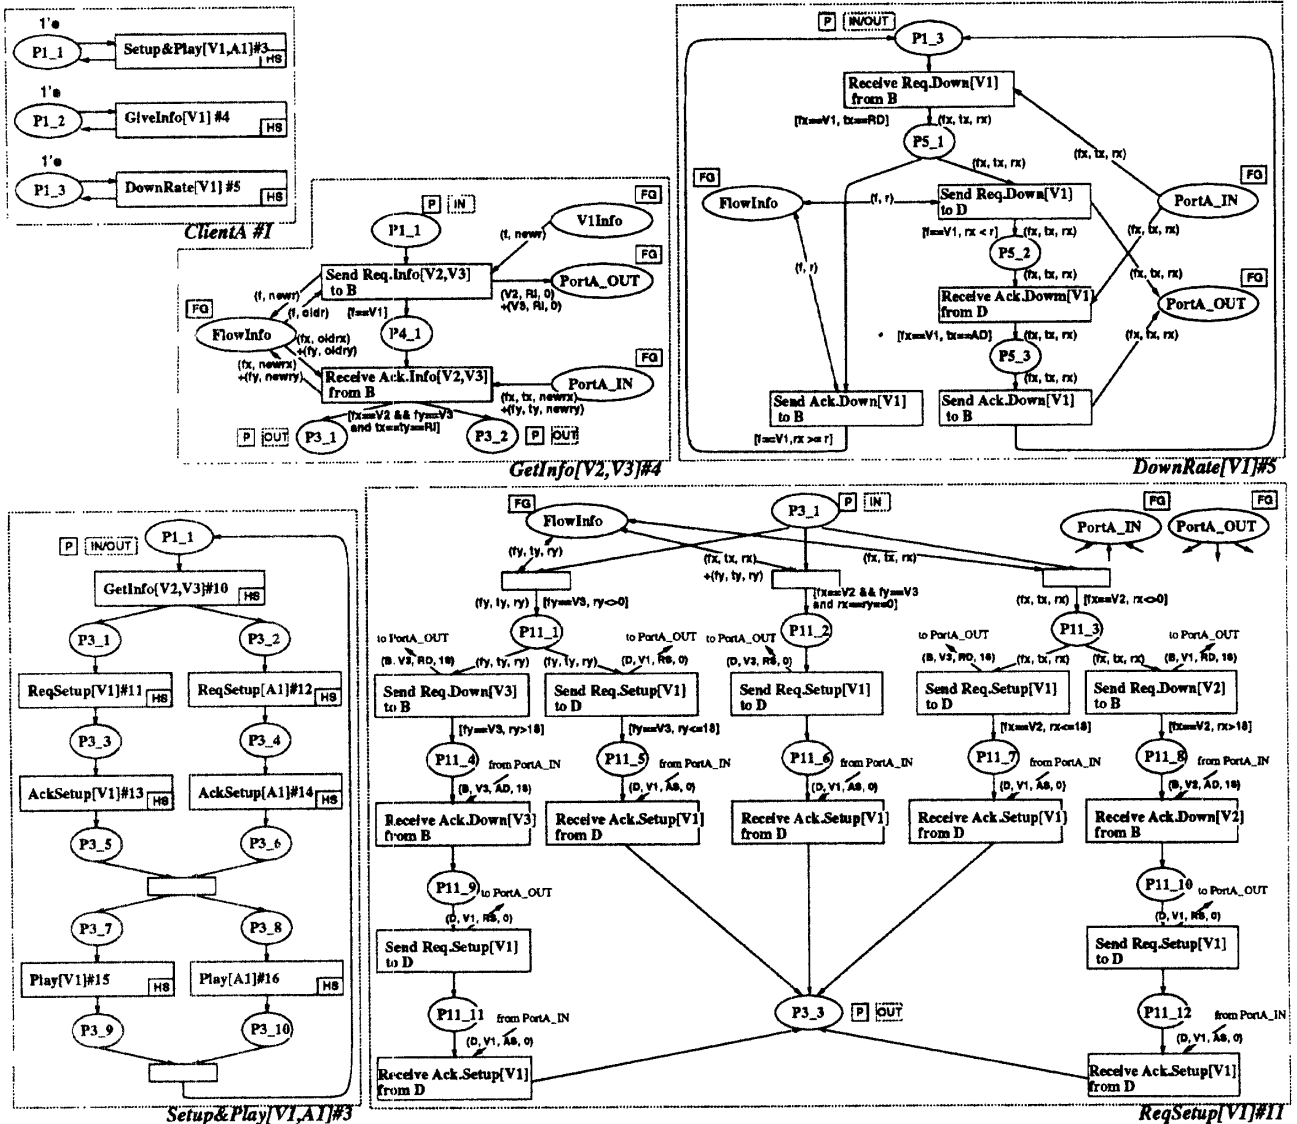 1'e
P1_1
Setup&Play[V1,A1]#3
HS
1'e
P1_2
GiveInfo[V1] #4
HS
1'e
P1_3
DownRate[V1] #5
HS
ClientA #1
P IN
P1_1
FG
V1Info
(f, newr)
Send Req.Info[V2,V3]
to B
FG
PortA_OUT
(V2, RI, 0)
+(V3, RI, 0)
(f, newr)
(f, oldr)
[f==V1]
FG
FlowInfo
P4_1
(fx, oldrx)
+(fy, oldry)
(fx, newrx)
+(fy, newry)
Receive Ack.Info[V2,V3]
from B
FG
PortA_IN
(fx, tx, newrx)
+(fy, ty, newry)
[fx==V2 && fy==V3
and tx==ty==RI]
P OUT
P3_1
P3_2
P OUT
GetInfo[V2,V3]#4
P IN/OUT
P1_3
Receive Req.Down[V1]
from B
[fx==V1, tx==RD]
(fx, tx, rx)
P5_1
(fx, tx, rx)
(fx, tx, rx)
FG
FlowInfo
(f, r)
Send Req.Down[V1]
to D
FG
PortA_IN
[f==V1, rx < r]
(fx, tx, rx)
(fx, tx, rx)
P5_2
(f, r)
(fx, tx, rx)
(fx, tx, rx)
FG
PortA_OUT
Receive Ack.Dowm[V1]
from D
[fx==V1, tx==AD]
(fx, tx, rx)
(fx, tx, rx)
P5_3
(fx, tx, rx)
Send Ack.Down[V1]
to B
Send Ack.Down[V1]
to B
[f==V1,rx >= r]
DownRate[V1]#5
P1_1
P IN/OUT
GetInfo[V2,V3]#10
HS
P3_1
P3_2
ReqSetup[V1]#11
HS
ReqSetup[A1]#12
HS
P3_3
P3_4
AckSetup[V1]#13
HS
AckSetup[A1]#14
HS
P3_5
P3_6
P3_7
P3_8
Play[V1]#15
HS
Play[A1]#16
HS
P3_9
P3_10
Setup&Play[V1,A1]#3
FG
FlowInfo
P3_1
P IN
FG
PortA_IN
FG
PortA_OUT
(fy, ty, ry)
(fx, tx, rx)
+(fy, ty, ry)
(fx, tx, rx)
(fy, ty, ry)
[fy==V3, ry<>0]
[fx==V2 && fy==V3
and rx==ry==0]
(fx, tx, rx)
[fx==V2, rx<>0]
P11_1
P11_2
P11_3
to PortA_OUT
(B, V3, RD, 18)
(fy, ty, ry)
(fy, ty, ry)
to PortA_OUT
(D, V1, RS, 0)
to PortA_OUT
(D, V3, RS, 0)
to PortA_OUT
(B, V3, RD, 18)
(fx, tx, rx)
(fx, tx, rx)
to PortA_OUT
(B, V1, RD, 18)
Send Req.Down[V3]
to B
Send Req.Setup[V1]
to D
Send Req.Setup[V1]
to D
Send Req.Setup[V1]
to D
Send Req.Down[V2]
to B
[fy==V3, ry>18]
[fy==V3, ry<=18]
[fx==V2, rx<=18]
[fx==V2, rx>18]
P11_4
from PortA_IN
(B, V3, AD, 18)
P11_5
from PortA_IN
(D, V1, AS, 0)
P11_6
from PortA_IN
(D, V1, AS, 0)
P11_7
from PortA_IN
(D, V1, AS, 0)
P11_8
from PortA_IN
(B, V2, AD, 18)
Receive Ack.Down[V3]
from B
Receive Ack.Setup[V1]
from D
Receive Ack.Setup[V1]
from D
Receive Ack.Setup[V1]
from D
Receive Ack.Down[V2]
from B
P11_9
to PortA_OUT
(D, V1, RS, 0)
P11_10
to PortA_OUT
(D, V1, RS, 0)
Send Req.Setup[V1]
to D
Send Req.Setup[V1]
to D
P11_11
from PortA_IN
(D, V1, AS, 0)
P3_3
P OUT
P11_12
from PortA_IN
(D, V1, AS, 0)
Receive Ack.Setup[V1]
from D
Receive Ack.Setup[V1]
from D
ReqSetup[V1]#11